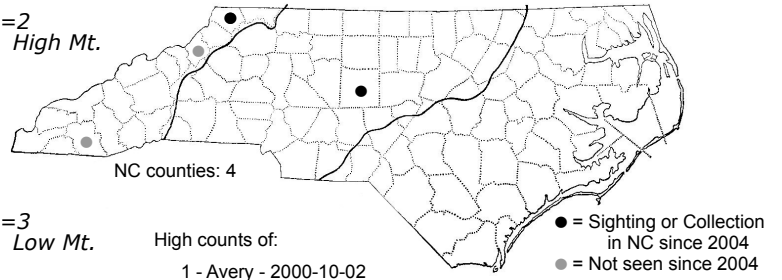 =2
High Mt.
NC counties: 4
=3
Low Mt.
High counts of:
1 - Avery - 2000-10-02
● = Sighting or Collection
in NC since 2004
● = Not seen since 2004